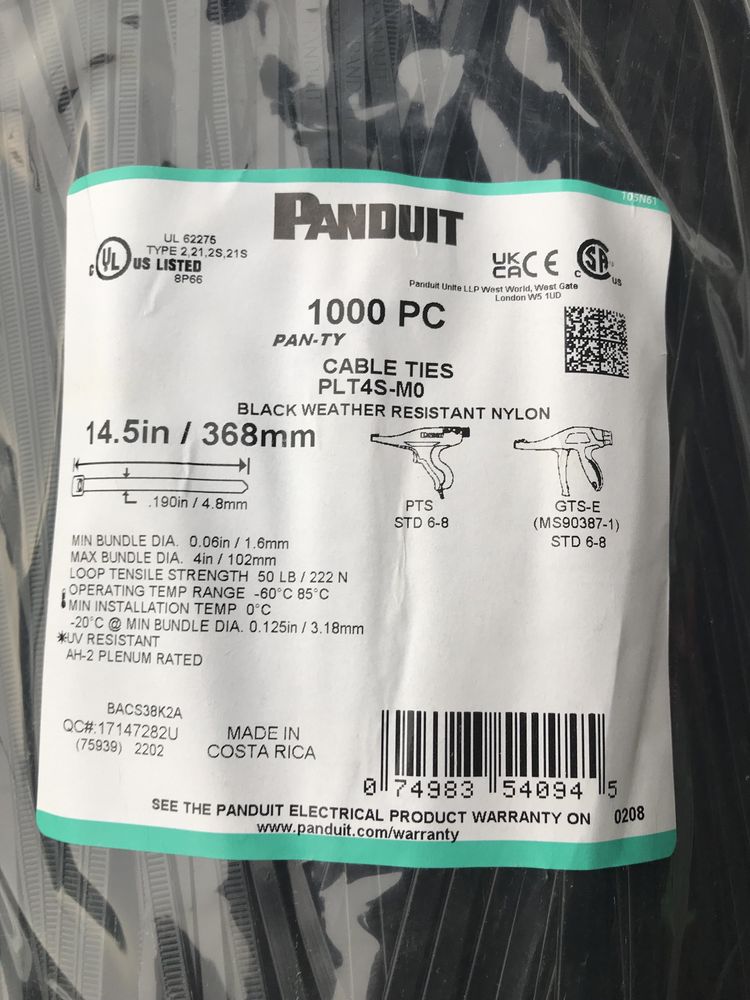 105N61
PANDUIT
UL 62275
TYPE 2,21,2S,21S
c UL US LISTED
8P66
UK CA CE c SA US
Panduit Unite LLP West World, West Gate
London W5 1UD
1000 PC
PAN-TY
CABLE TIES
PLT4S-M0
BLACK WEATHER RESISTANT NYLON
14.5in / 368mm
.190in / 4.8mm
PANDUIT
PTS
STD 6-8
GTS-E
(MS90387-1)
STD 6-8
MIN BUNDLE DIA. 0.06in / 1.6mm
MAX BUNDLE DIA. 4in / 102mm
LOOP TENSILE STRENGTH 50 LB / 222 N
OPERATING TEMP RANGE -60°C 85°C
MIN INSTALLATION TEMP 0°C
-20°C @ MIN BUNDLE DIA. 0.125in / 3.18mm
UV RESISTANT
AH-2 PLENUM RATED
BACS38K2A
QC#:17147282U
(75939) 2202
MADE IN
COSTA RICA
0 74983 54094 5
SEE THE PANDUIT ELECTRICAL PRODUCT WARRANTY ON
www.panduit.com/warranty
0208